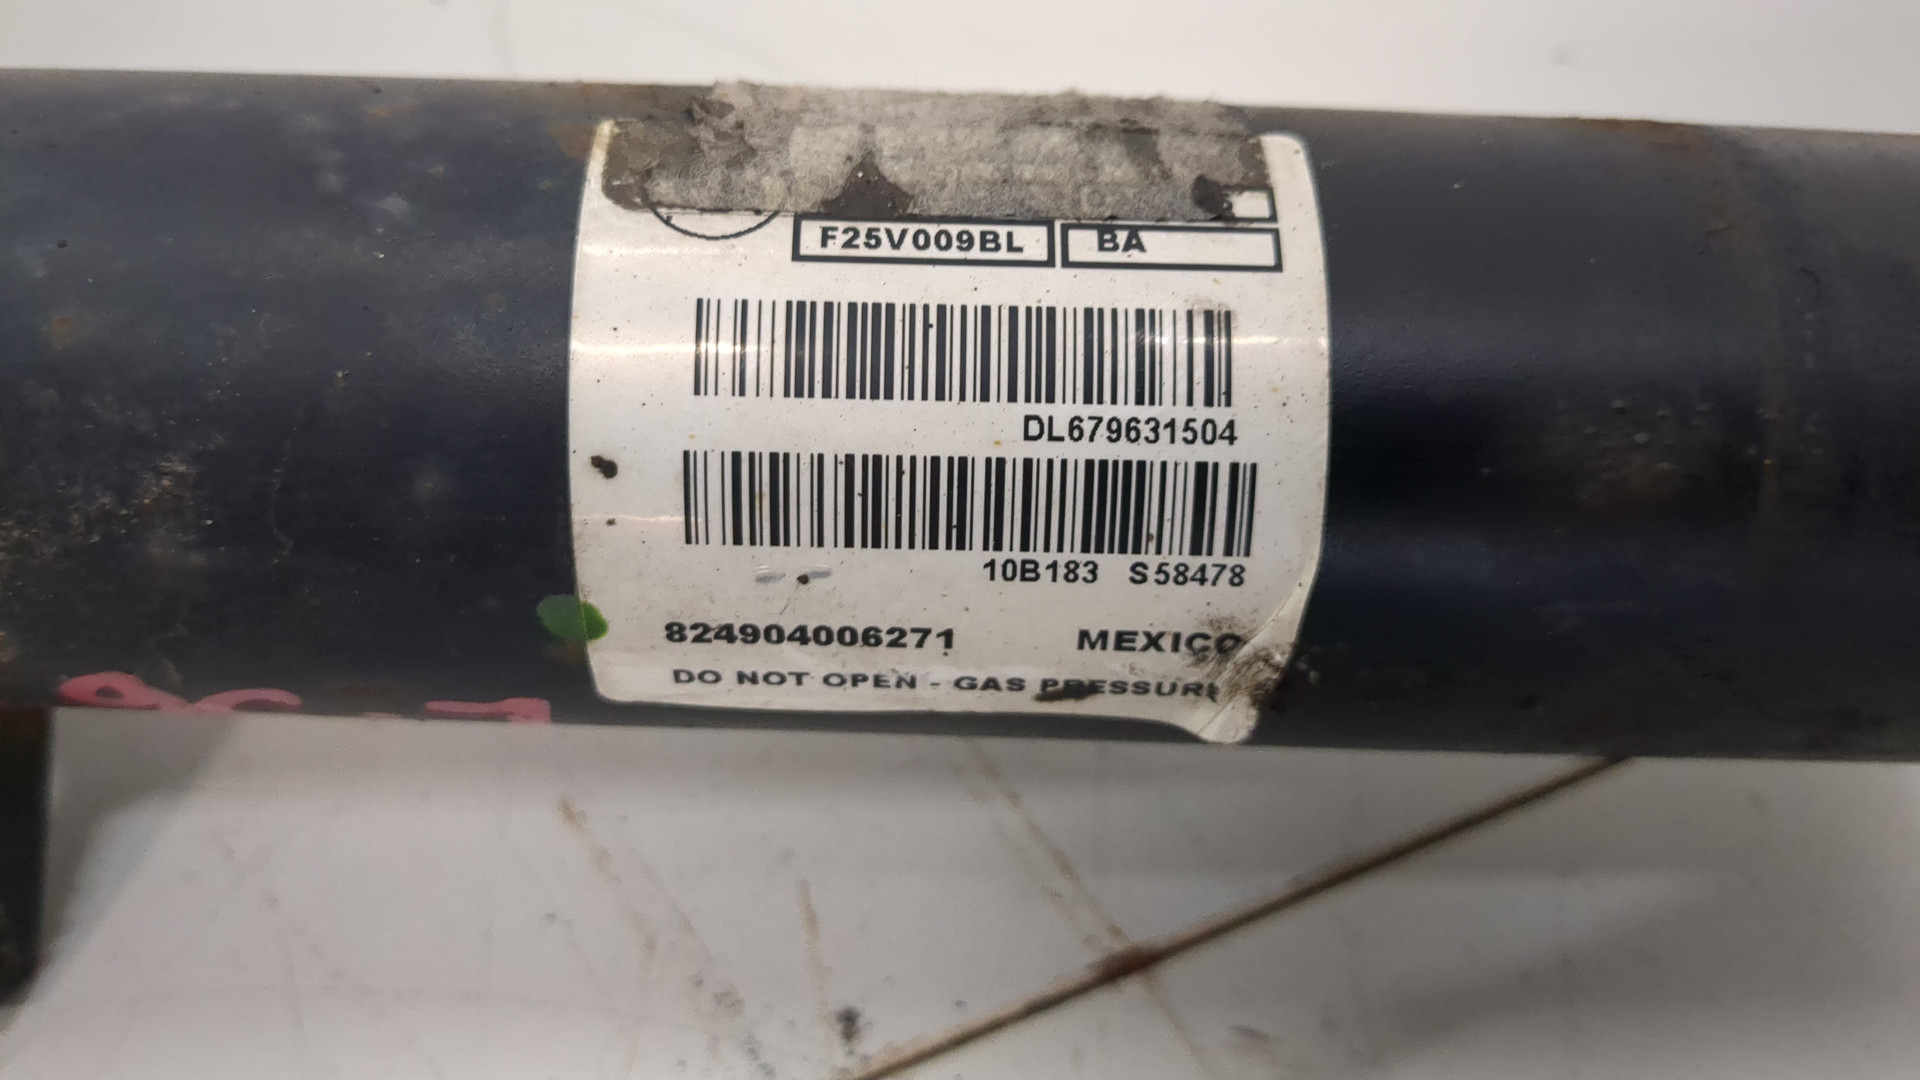 F25V009BL BA
DL679631504
10B183 S58478
824904006271 MEXICO
DO NOT OPEN - GAS PRESSURE